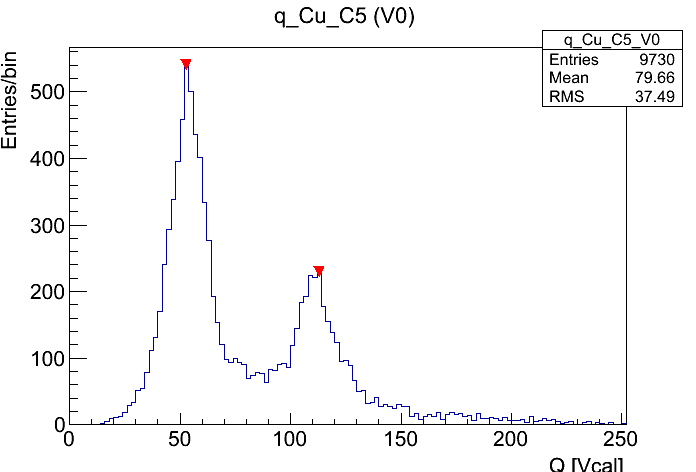 q_Cu_C5 (V0)
q_Cu_C5_V0
Entries 9730
Mean 79.66
RMS 37.49
Entries/bin
500
400
300
200
100
0
0 50 100 150 200 250
Q [Vcal]